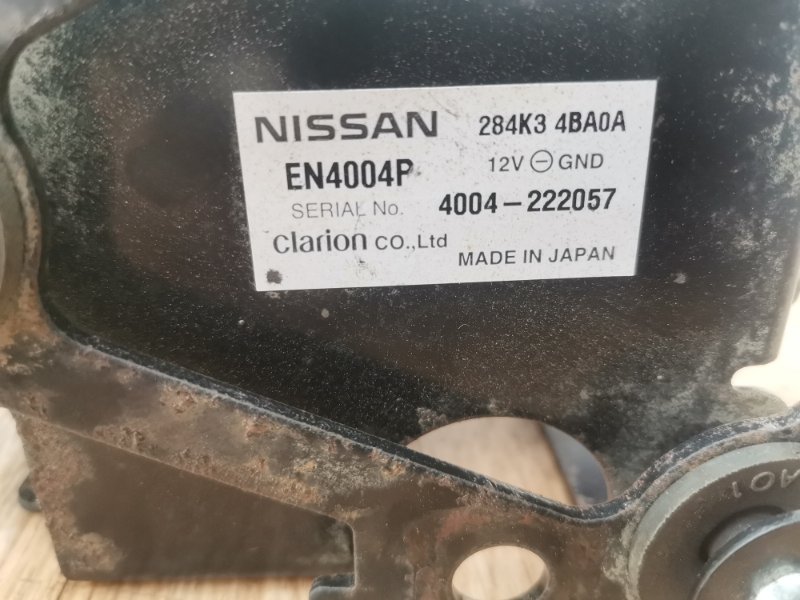 NISSAN 284K3 4BA0A
EN4004P 12V ⊖ GND
SERIAL No. 4004-222057
Clarion CO.,Ltd
MADE IN JAPAN